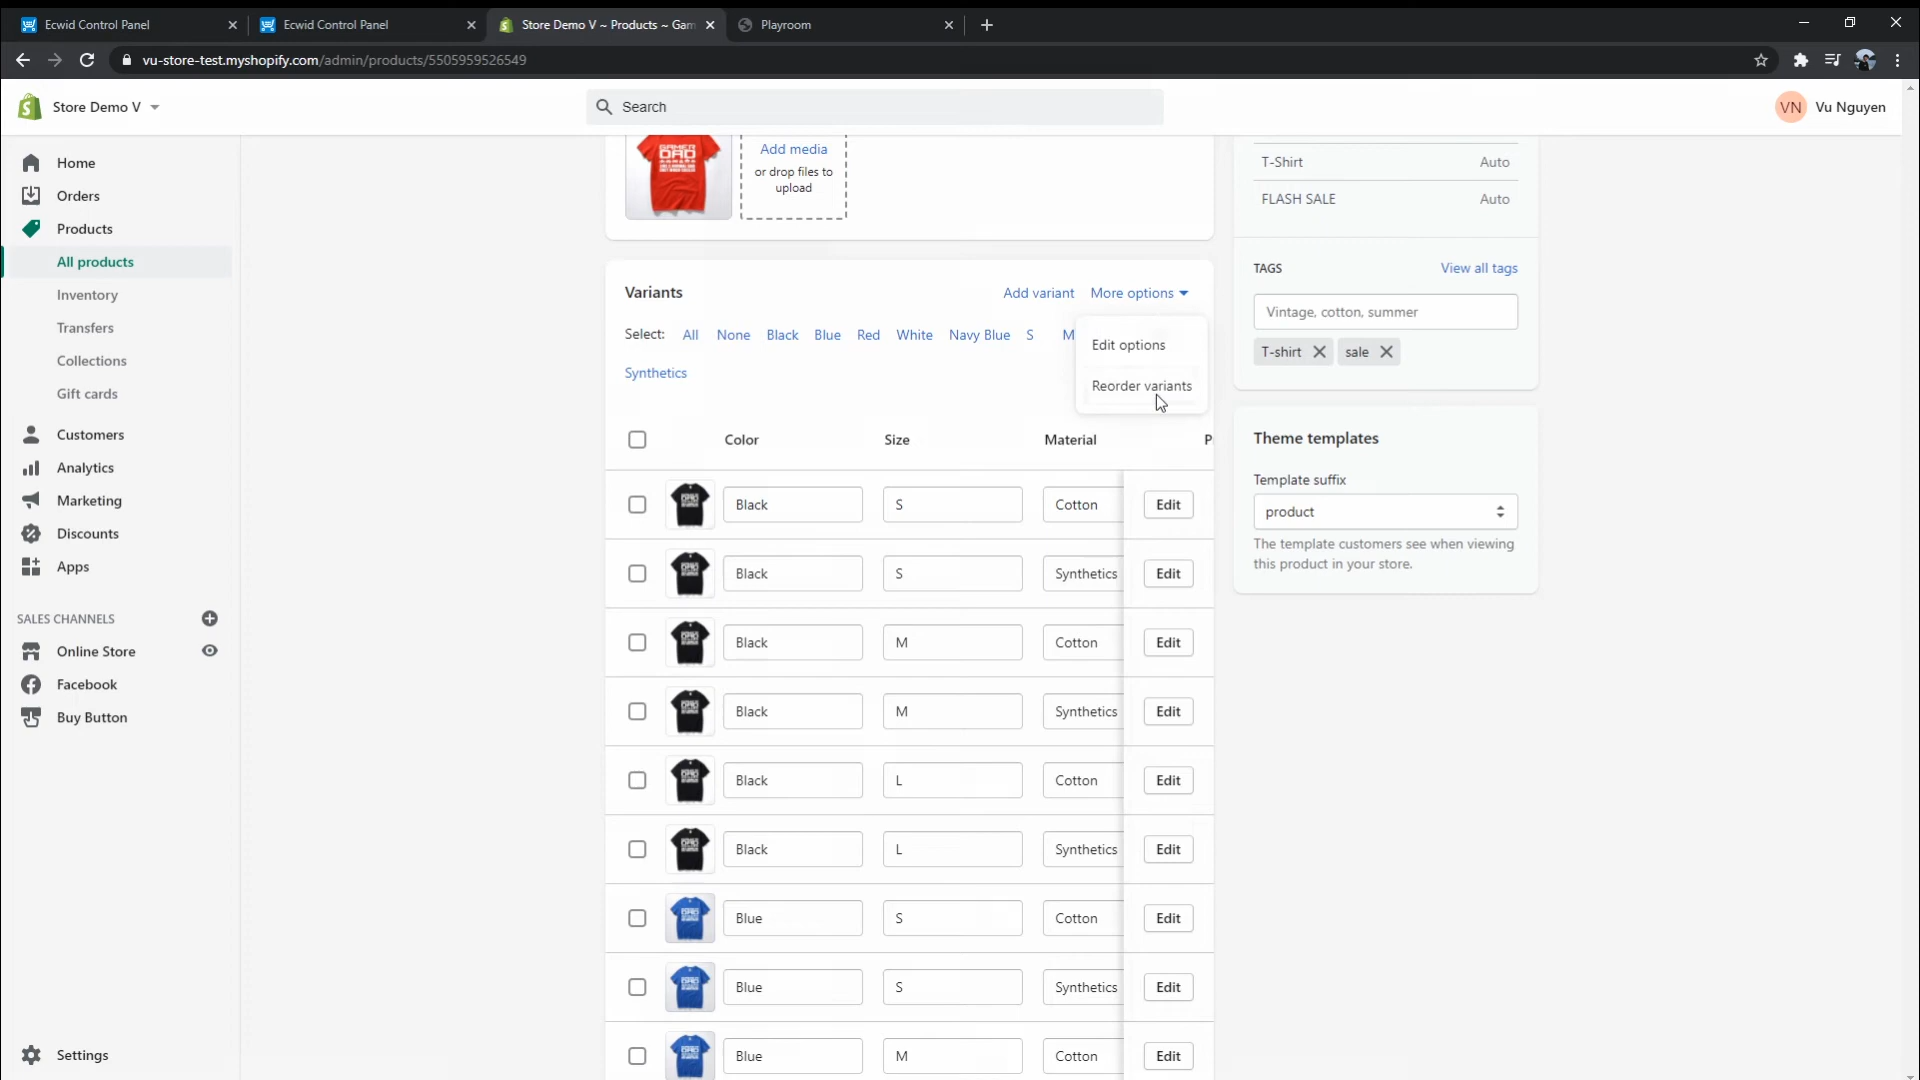 Ecwid Control Panel
Ecwid Control Panel
Store Demo V ~ Products ~ Gam
Playroom
vu-store-test.myshopify.com/admin/products/5505959526549
Store Demo V
Search
VN
Vu Nguyen
Home
Orders
Products
All products
Inventory
Transfers
Collections
Gift cards
Customers
Analytics
Marketing
Discounts
Apps
SALES CHANNELS
Online Store
Facebook
Buy Button
Settings
GAMER
DAD
Add media
or drop files to
upload
Variants
Add variant
More options
Select: All None Black Blue Red White Navy Blue S M
Synthetics
Edit options
Reorder variants
Color Size Material P
Black S Cotton Edit
Black S Synthetics Edit
Black M Cotton Edit
Black M Synthetics Edit
Black L Cotton Edit
Black L Synthetics Edit
Blue S Cotton Edit
Blue S Synthetics Edit
Blue M Cotton Edit
T-Shirt Auto
FLASH SALE Auto
TAGS
View all tags
Vintage, cotton, summer
T-shirt
sale
Theme templates
Template suffix
product
The template customers see when viewing
this product in your store.